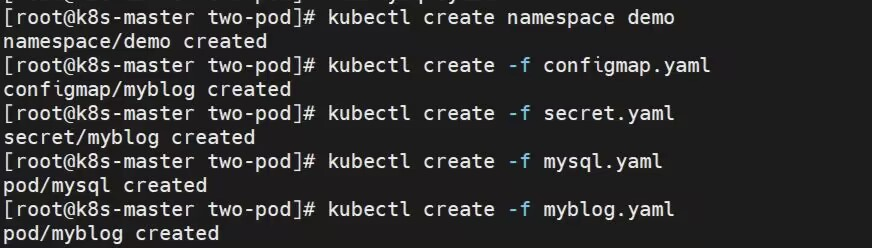 [root@k8s-master two-pod]# kubectl create namespace demo
namespace/demo created
[root@k8s-master two-pod]# kubectl create -f configmap.yaml
configmap/myblog created
[root@k8s-master two-pod]# kubectl create -f secret.yaml
secret/myblog created
[root@k8s-master two-pod]# kubectl create -f mysql.yaml
pod/mysql created
[root@k8s-master two-pod]# kubectl create -f myblog.yaml
pod/myblog created